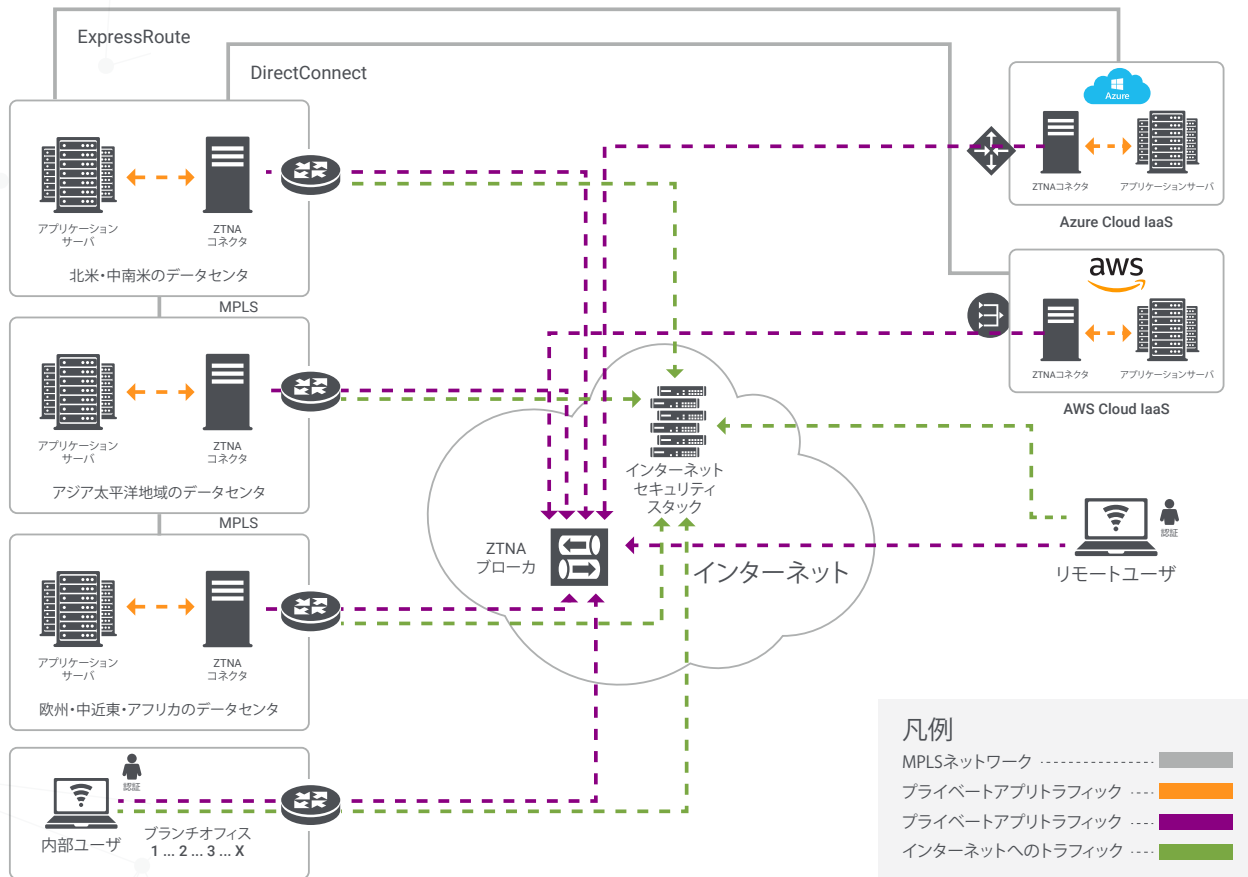 ExpressRoute
DirectConnect
アプリケーション
サーバ
ZTNA
コネクタ
北米・中南米のデータセンタ
MPLS
アプリケーション
サーバ
ZTNA
コネクタ
アジア太平洋地域のデータセンタ
MPLS
アプリケーション
サーバ
ZTNA
コネクタ
欧州・中近東・アフリカのデータセンタ
認証
内部ユーザ
ブランチオフィス
1 ... 2 ... 3 ... X
Azure
ZTNAコネクタ
アプリケーションサーバ
Azure Cloud IaaS
aws
ZTNAコネクタ
アプリケーションサーバ
AWS Cloud IaaS
インターネット
セキュリティ
スタック
ZTNA
ブローカ
インターネット
認証
リモートユーザ
凡例
MPLSネットワーク
プライベートアプリトラフィック
プライベートアプリトラフィック
インターネットへのトラフィック